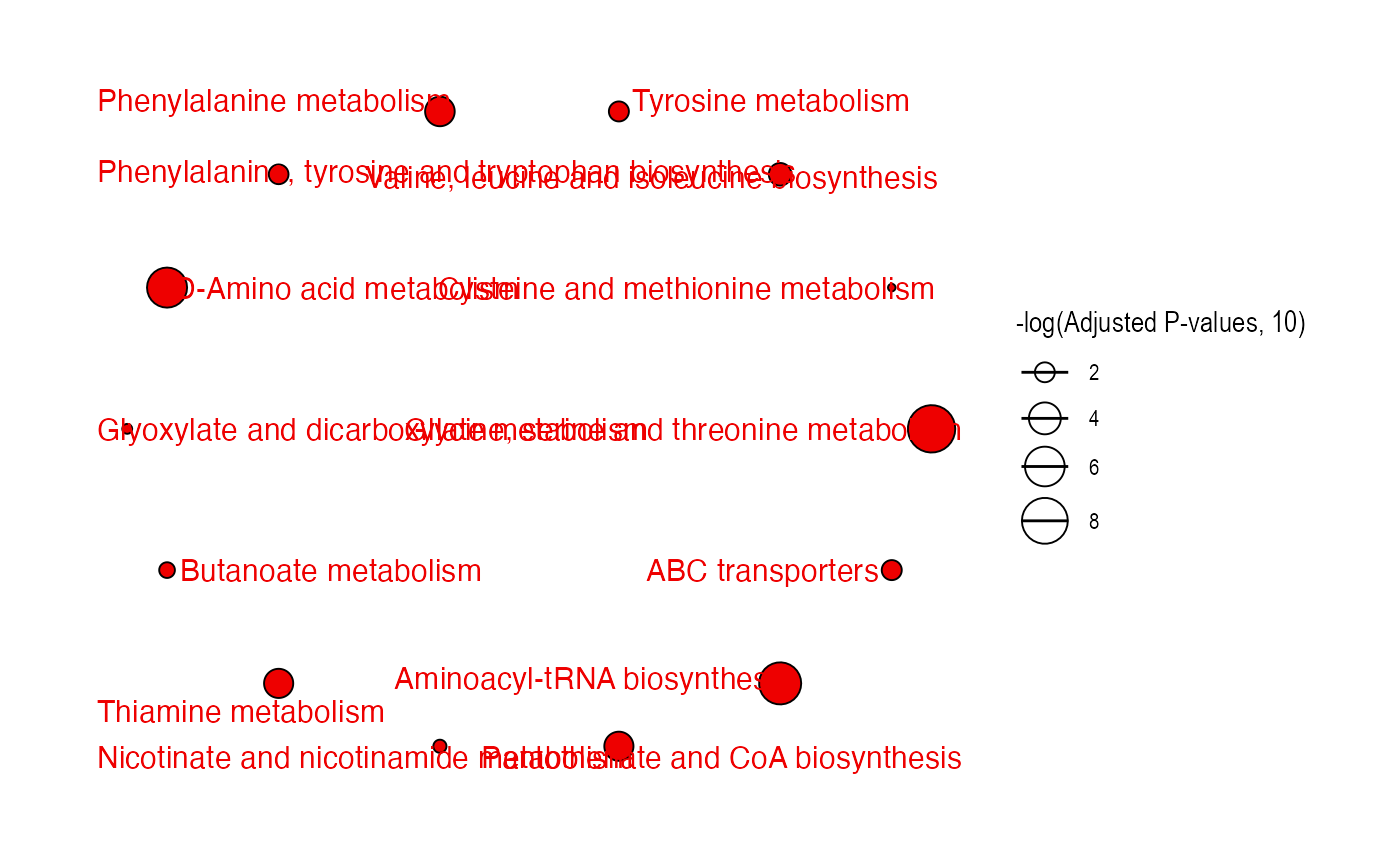 Phenylalanine metabolism
Tyrosine metabolism
Phenylalanine, tyrosine and tryptophan biosynthesis
Valine, leucine and isoleucine biosynthesis
D-Amino acid metabolism
Cysteine and methionine metabolism
-log(Adjusted P-values, 10)
2
4
Glyoxylate and dicarboxylate metabolism
Glycine, serine and threonine metabolism
6
8
Butanoate metabolism
ABC transporters
Aminoacyl-tRNA biosynthesis
Thiamine metabolism
Nicotinate and nicotinamide metabolism
Pantothenate and CoA biosynthesis